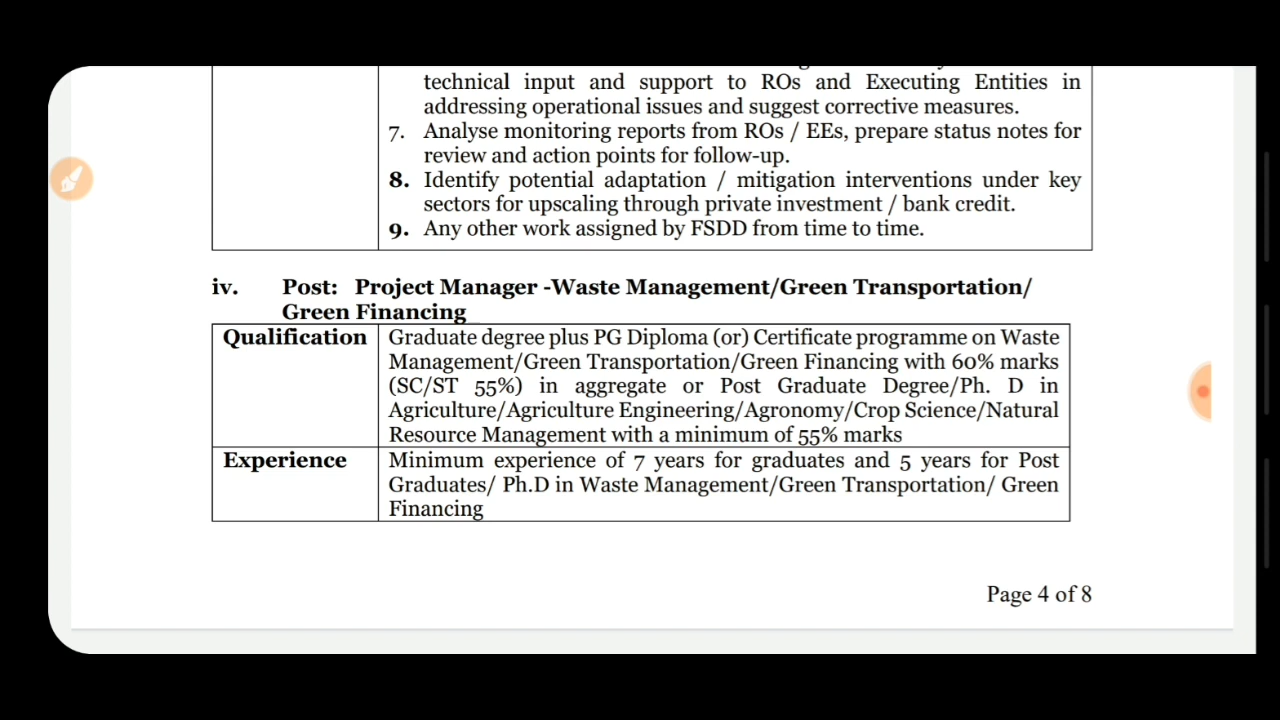 technical input and support to ROs and Executing Entities in
addressing operational issues and suggest corrective measures.
7. Analyse monitoring reports from ROs / EEs, prepare status notes for
review and action points for follow-up.
8. Identify potential adaptation / mitigation interventions under key
sectors for upscaling through private investment / bank credit.
9. Any other work assigned by FSDD from time to time.
iv. Post: Project Manager -Waste Management/Green Transportation/
Green Financing
Qualification Graduate degree plus PG Diploma (or) Certificate programme on Waste
Management/Green Transportation/Green Financing with 60% marks
(SC/ST 55%) in aggregate or Post Graduate Degree/Ph. D in
Agriculture/Agriculture Engineering/Agronomy/Crop Science/Natural
Resource Management with a minimum of 55% marks
Experience Minimum experience of 7 years for graduates and 5 years for Post
Graduates/ Ph.D in Waste Management/Green Transportation/ Green
Financing
Page 4 of 8